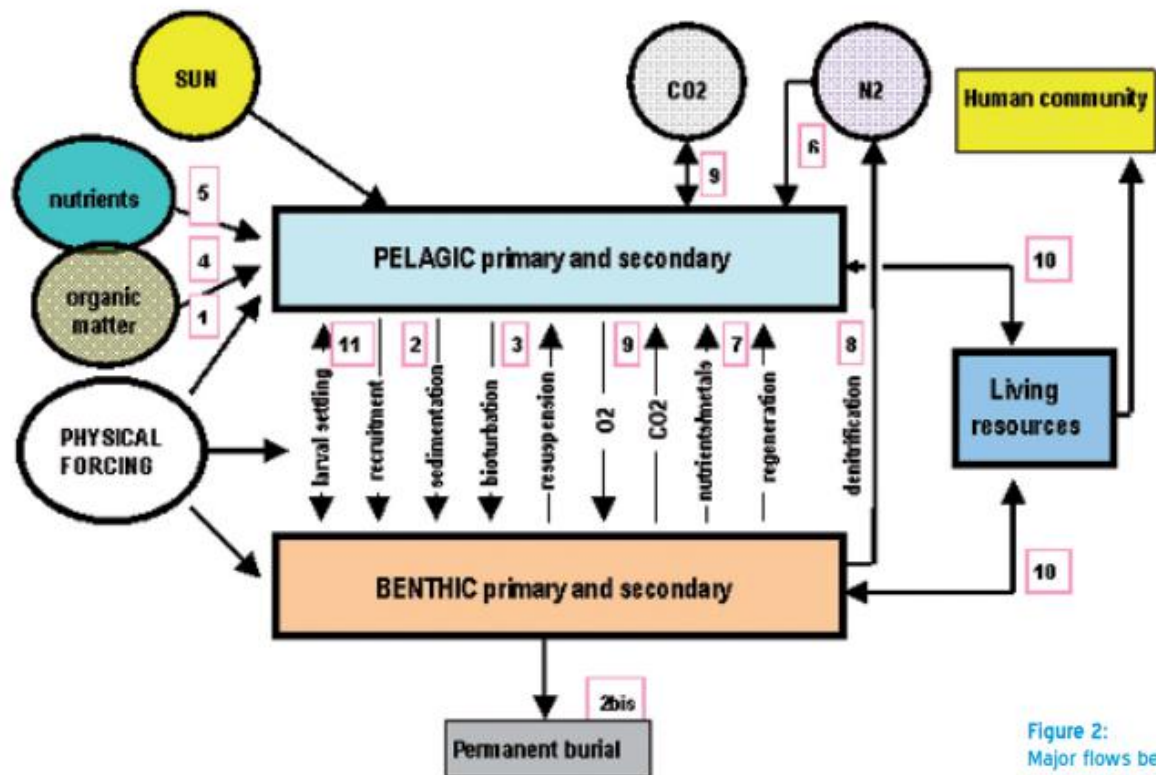 SUN
CO2
N2
Human community
6
9
nutrients
5
4
organic
matter
1
PELAGIC primary and secondary
10
PHYSICAL
FORCING
larval settling
11
recruitment
2
sedimentation
bioturbation
3
resuspension
O2
9
CO2
nutrients/metals
7
regeneration
denitrification
8
Living
resources
BENTHIC primary and secondary
10
2bis
Permanent burial
Figure 2:
Major flows be